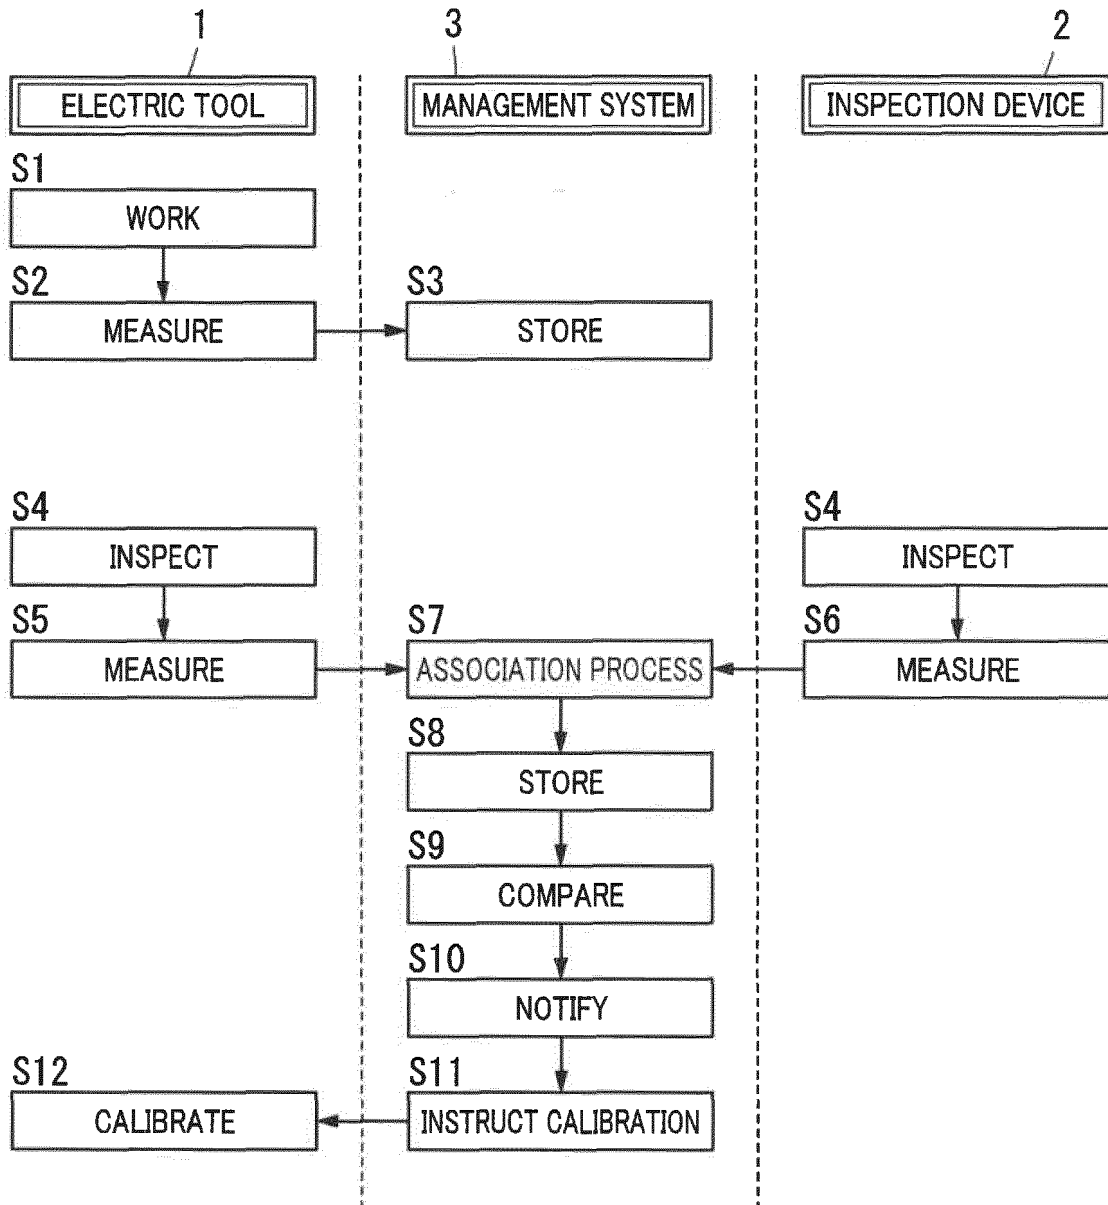 1
3
2
ELECTRIC TOOL
MANAGEMENT SYSTEM
INSPECTION DEVICE
S1
WORK
S2
S3
MEASURE
STORE
S4
S4
INSPECT
INSPECT
S5
S7
S6
MEASURE
ASSOCIATION PROCESS
MEASURE
S8
STORE
S9
COMPARE
S10
NOTIFY
S12
S11
CALIBRATE
INSTRUCT CALIBRATION